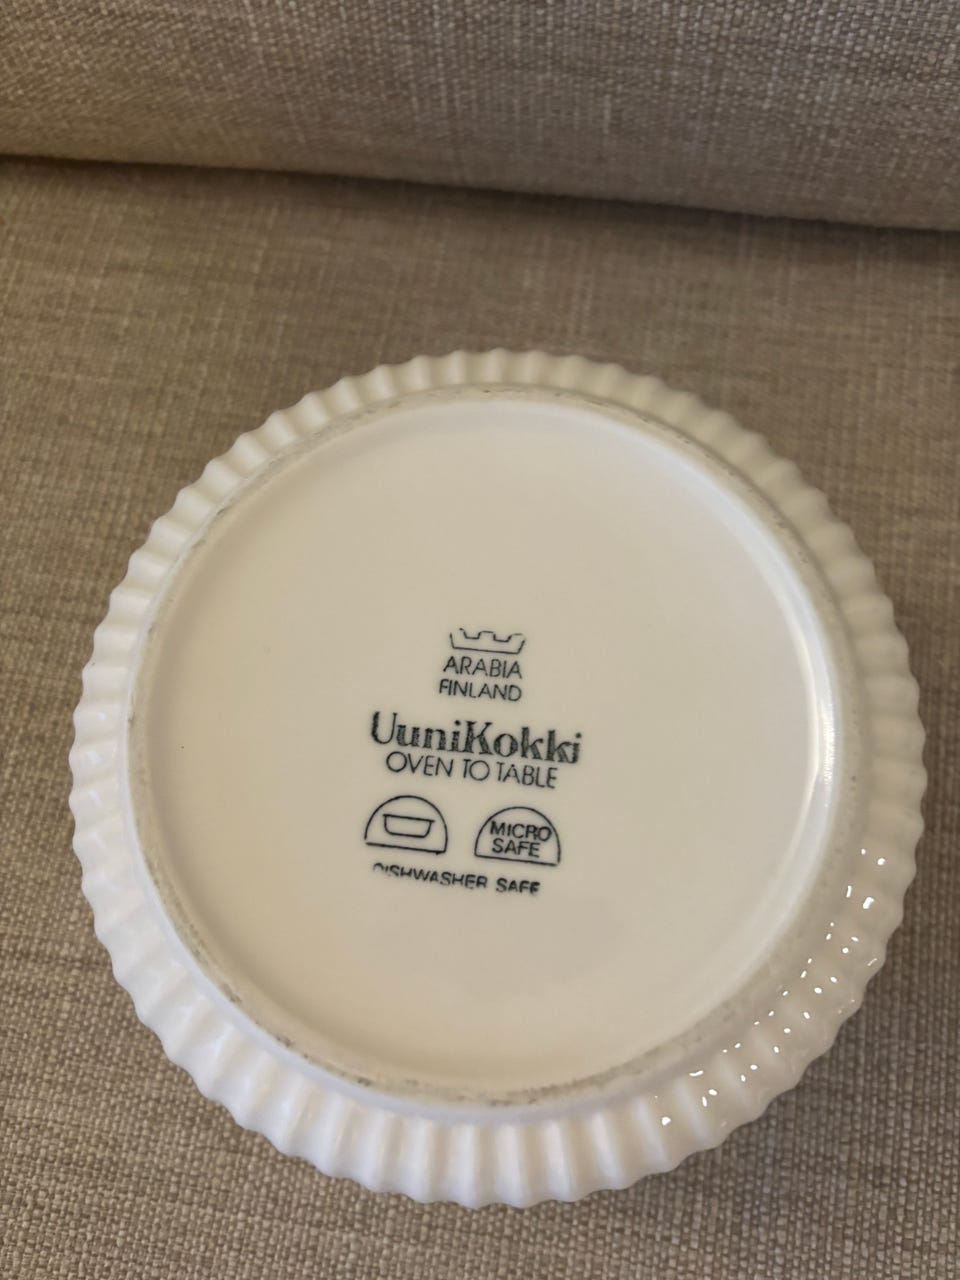 ARABIA
FINLAND
UuniKokki
OVEN TO TABLE
MICRO
SAFE
DISHWASHER SAFE